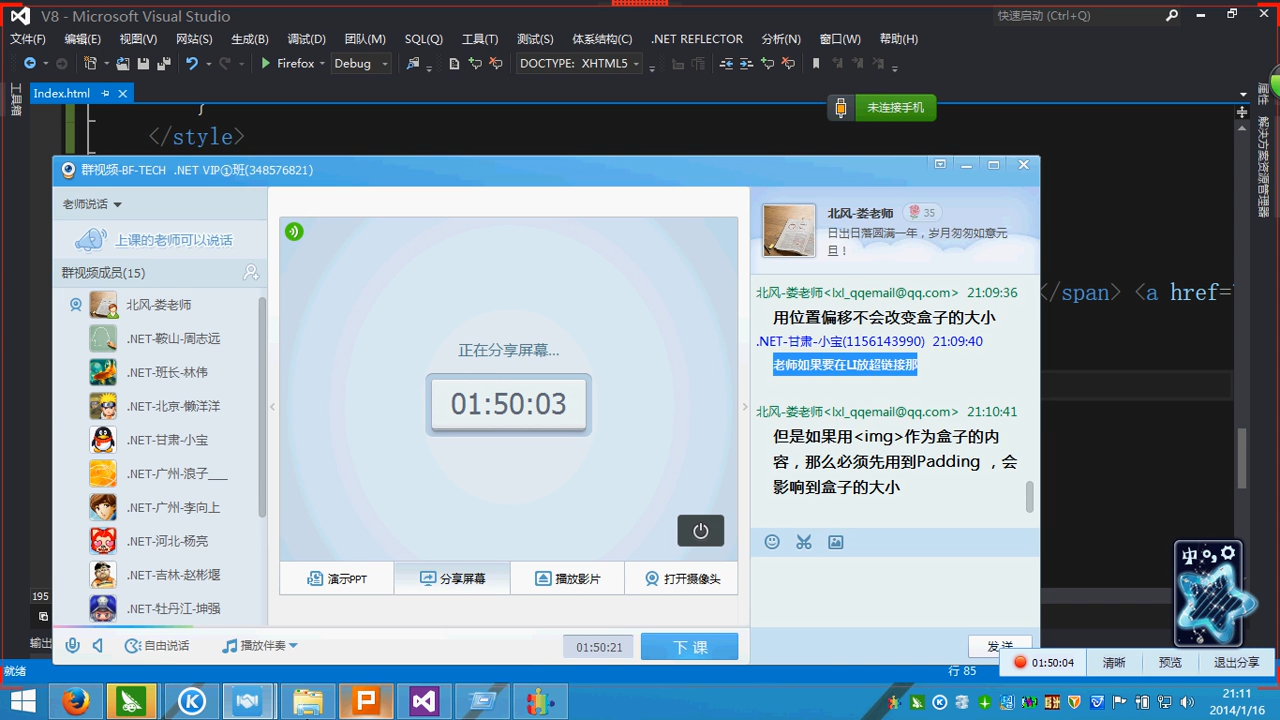 V8 - Microsoft Visual Studio
快速启动 (Ctrl+Q)
文件(F) 编辑(E) 视图(V) 网站(S) 生成(B) 调试(D) 团队(M) SQL(Q) 工具(T) 测试(S) 体系结构(C) .NET REFLECTOR 分析(N) 窗口(W) 帮助(H)
Firefox Debug DOCTYPE: XHTML5
Index.html
工具箱
属性
解决方案资源管理器
未连接手机
}
</style>
</span> <a href=
群视频-BF-TECH .NET VIP①班(348576821)
老师说话
上课的老师可以说话
群视频成员(15)
北风-娄老师
.NET-鞍山-周志远
.NET-班长-林伟
.NET-北京-懒洋洋
.NET-甘肃-小宝
.NET-广州-浪子___
.NET-广州-李向上
.NET-河北-杨亮
.NET-吉林-赵彬堰
.NET-牡丹江-坤强
正在分享屏幕...
01:50:03
演示PPT 分享屏幕 播放影片 打开摄像头
自由说话 播放伴奏 01:50:21 下 课
北风-娄老师 35
日出日落圆满一年，岁月匆匆如意元
旦！
北风-娄老师<lxl_qqemail@qq.com> 21:09:36
用位置偏移不会改变盒子的大小
.NET-甘肃-小宝(1156143990) 21:09:40
老师如果要在LI放超链接那
北风-娄老师<lxl_qqemail@qq.com> 21:10:41
但是如果用<img>作为盒子的内
容，那么必须先用到Padding ，会
影响到盒子的大小
发送
中
01:50:04 清晰 预览 退出分享
195
输出
就绪
行 85
21:11
2014/1/16